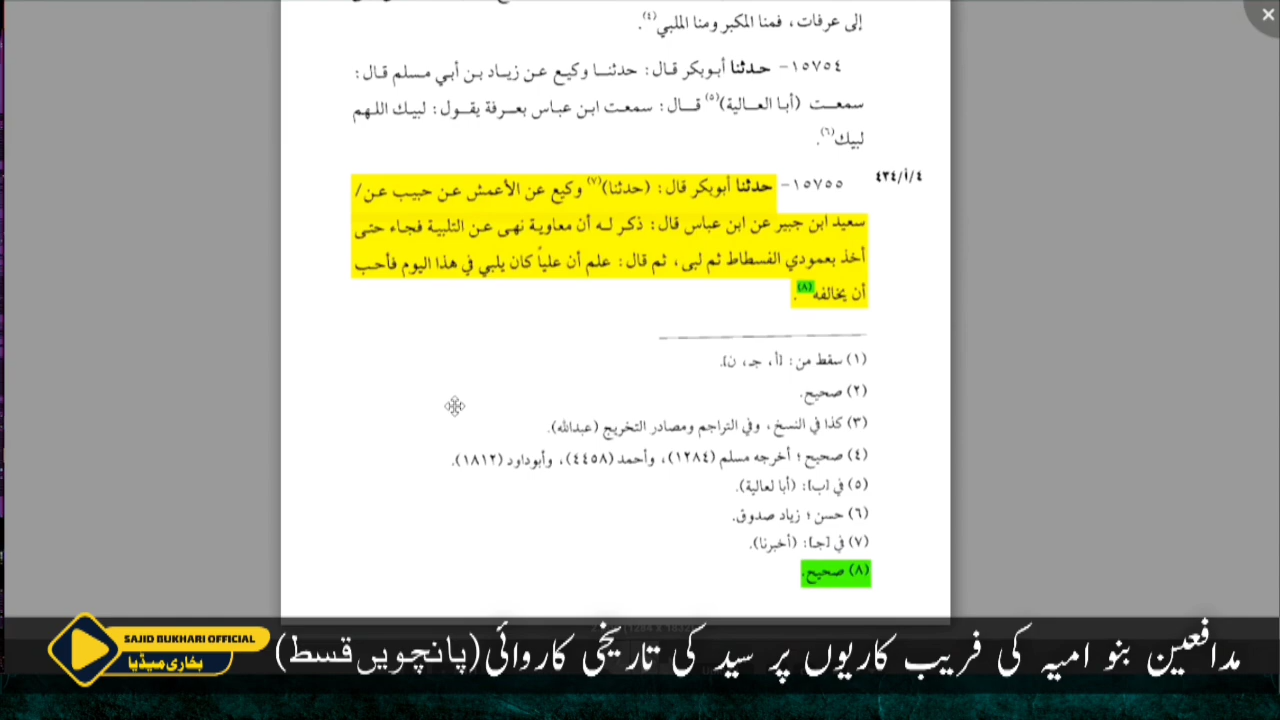 إلى عرفات، فمنا المكبر ومنا الملبي(٤).
١٥٧٥٤- حدثنا أبوبكر قال: حدثنا وكيع عن زياد بن أبي مسلم قال:
سمعت (أبا العالية)(٥) قال: سمعت ابن عباس بعرفة يقول: لبيك اللهم
لبيك(٦).
٤/أ/٤٣٤
١٥٧٥٥- حدثنا أبوبكر قال: (حدثنا)(٧) وكيع عن الأعمش عن حبيب عن/
سعيد ابن جبير عن ابن عباس قال: ذكر له أن معاوية نهى عن التلبية فجاء حتى
أخذ بعمودي الفسطاط ثم لبى، ثم قال: علم أن علياً كان يلبي في هذا اليوم فأحب
أن يخالفه(٨).
(١) سقط من: [أ، جـ، ن].
(٢) صحيح.
(٣) كذا في النسخ، وفي التراجم ومصادر التخريج (عبدالله).
(٤) صحيح؛ أخرجه مسلم (١٢٨٤)، وأحمد (٤٤٥٨)، وأبوداود (١٨١٢).
(٥) في [ب]: (أبا لعالية).
(٦) حسن؛ زياد صدوق.
(٧) في [جـ]: (أخبرنا).
(٨) صحيح.
SAJID BUKHARI OFFICIAL
بخاری میڈیا
مدافعین بنو امیہ کی فریب کاریوں پر سید کی تاریخی کاروائی(پانچویں قسط)